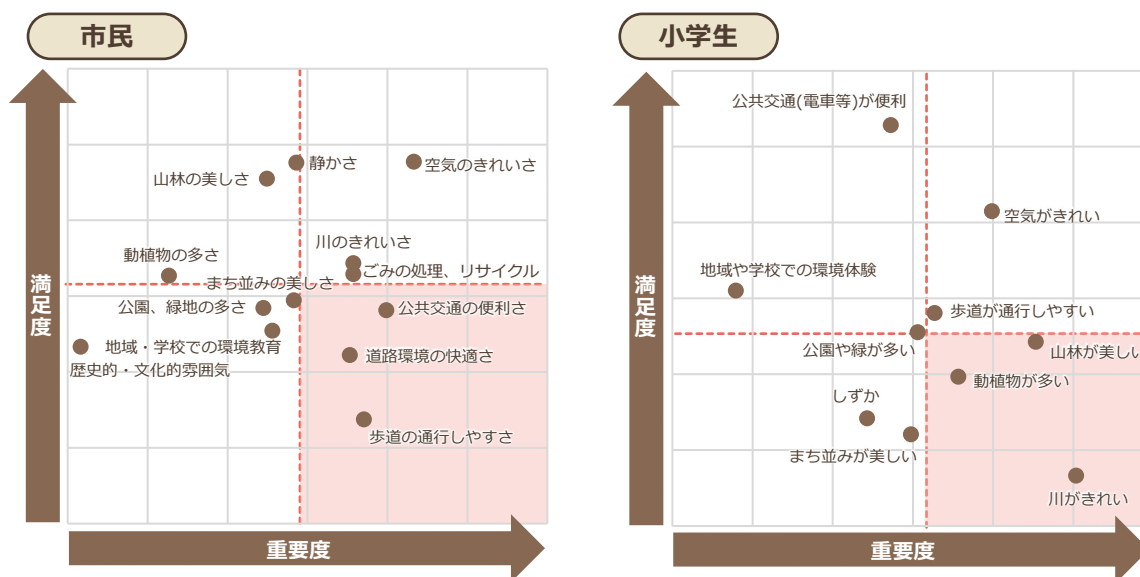 市民
満足度
静かさ
空気のきれいさ
山林の美しさ
川のきれいさ
動植物の多さ
ごみの処理、リサイクル
まち並みの美しさ
公園、緑地の多さ
公共交通の便利さ
地域・学校での環境教育
道路環境の快適さ
歴史的・文化的雰囲気
歩道の通行しやすさ
重要度
小学生
満足度
公共交通(電車等)が便利
空気がきれい
地域や学校での環境体験
歩道が通行しやすい
公園や緑が多い
山林が美しい
動植物が多い
しずか
まち並みが美しい
川がきれい
重要度